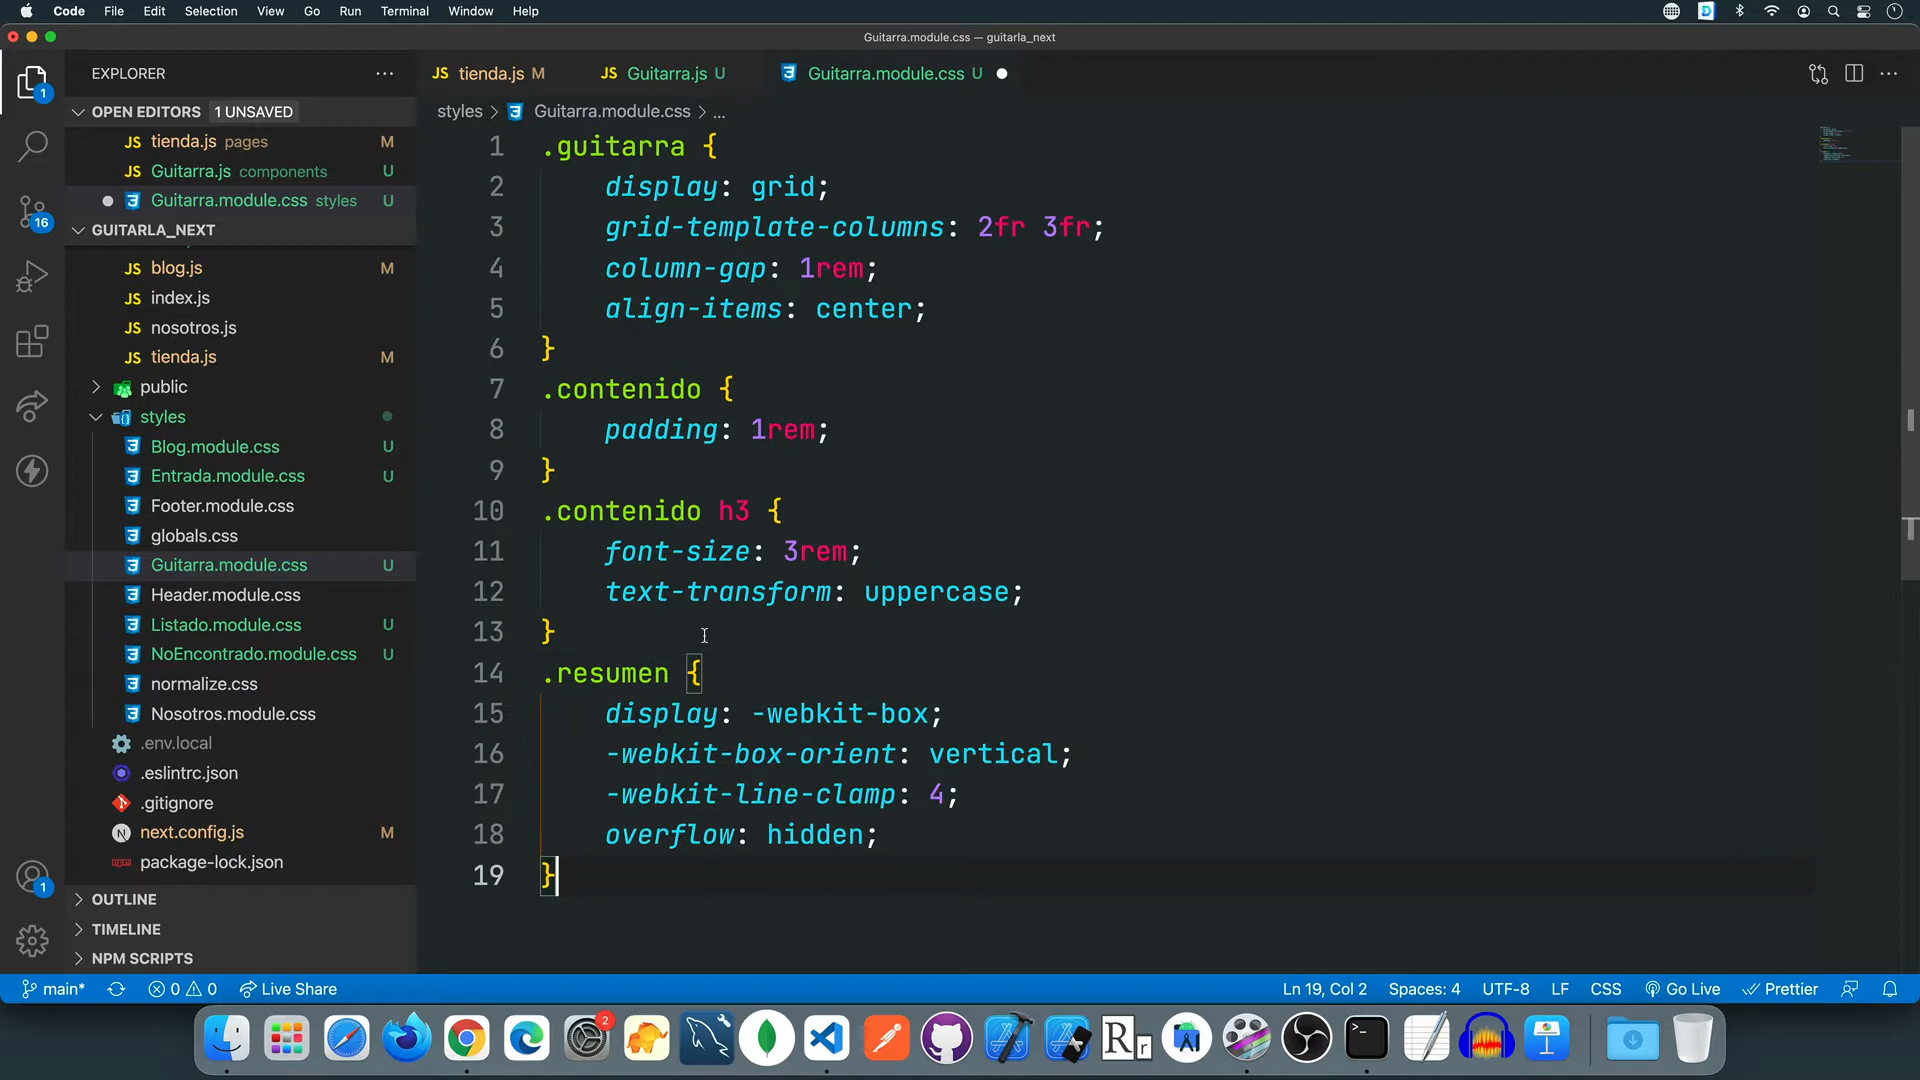 Code File Edit Selection View Go Run Terminal Window Help
Guitarra.module.css — guitarla_next
EXPLORER
OPEN EDITORS 1 UNSAVED
JS tienda.js pages M
JS Guitarra.js components U
Guitarra.module.css styles U
GUITARLA_NEXT
JS blog.js M
JS index.js
JS nosotros.js
JS tienda.js M
public
styles
Blog.module.css U
Entrada.module.css U
Footer.module.css
globals.css
Guitarra.module.css U
Header.module.css
Listado.module.css U
NoEncontrado.module.css U
normalize.css
Nosotros.module.css
.env.local
.eslintrc.json
.gitignore
next.config.js M
package-lock.json
OUTLINE
TIMELINE
NPM SCRIPTS
1
16
1
JS tienda.js M JS Guitarra.js U Guitarra.module.css U
styles > Guitarra.module.css > ...
1 .guitarra {
2 display: grid;
3 grid-template-columns: 2fr 3fr;
4 column-gap: 1rem;
5 align-items: center;
6 }
7 .contenido {
8 padding: 1rem;
9 }
10 .contenido h3 {
11 font-size: 3rem;
12 text-transform: uppercase;
13 }
14 .resumen {
15 display: -webkit-box;
16 -webkit-box-orient: vertical;
17 -webkit-line-clamp: 4;
18 overflow: hidden;
19 }
main* 0 0 Live Share Ln 19, Col 2 Spaces: 4 UTF-8 LF CSS Go Live Prettier
2
Rr